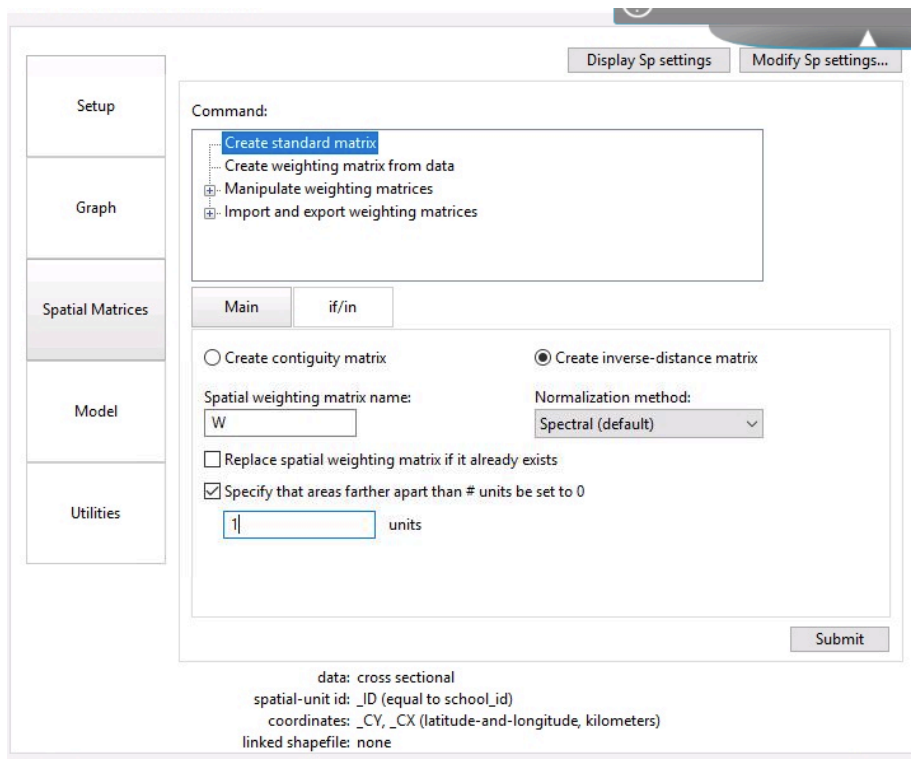 Display Sp settings Modify Sp settings...
Setup
Graph
Spatial Matrices
Model
Utilities
Command:
Create standard matrix
Create weighting matrix from data
Manipulate weighting matrices
Import and export weighting matrices
Main if/in
Create contiguity matrix Create inverse-distance matrix
Spatial weighting matrix name: Normalization method:
W Spectral (default)
Replace spatial weighting matrix if it already exists
Specify that areas farther apart than # units be set to 0
1 units
Submit
data: cross sectional
spatial-unit id: _ID (equal to school_id)
coordinates: _CY, _CX (latitude-and-longitude, kilometers)
linked shapefile: none